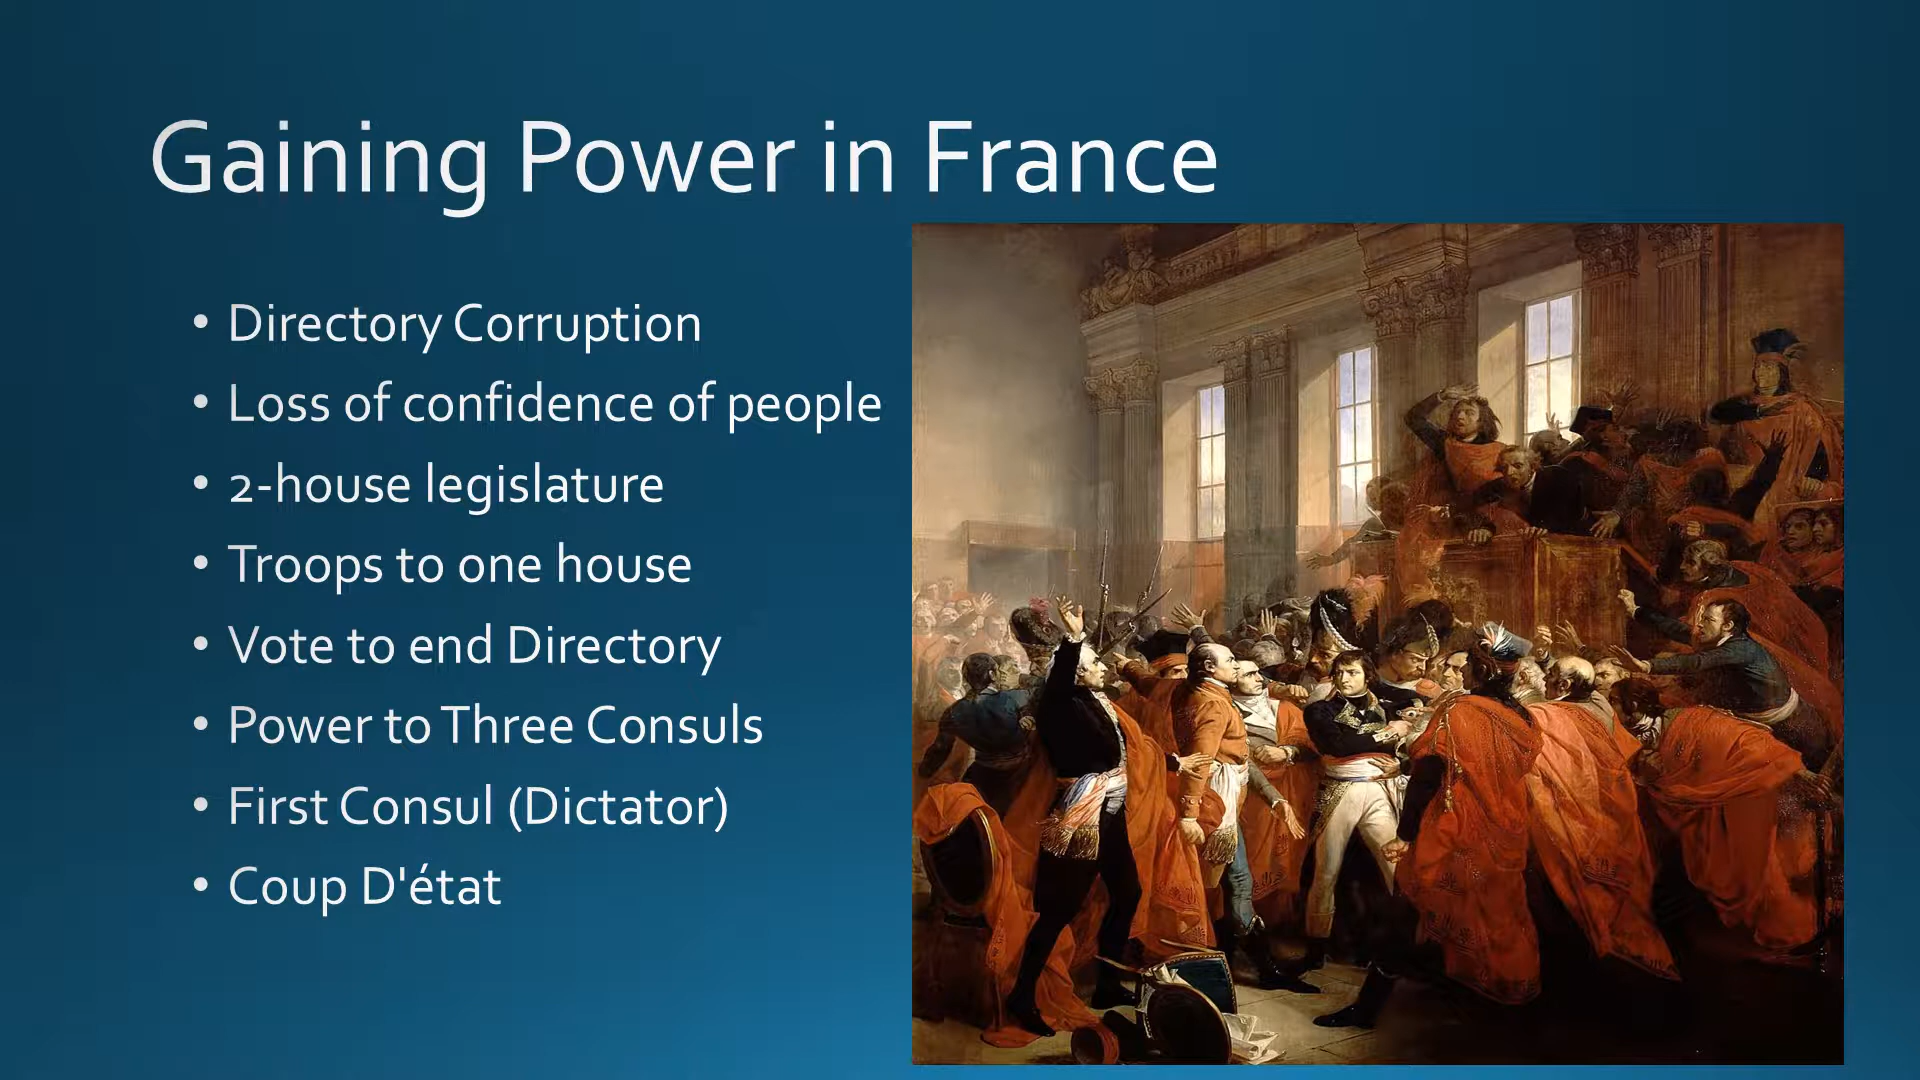 Gaining Power in France
• Directory Corruption
• Loss of confidence of people
• 2-house legislature
• Troops to one house
• Vote to end Directory
• Power to Three Consuls
• First Consul (Dictator)
• Coup D'état